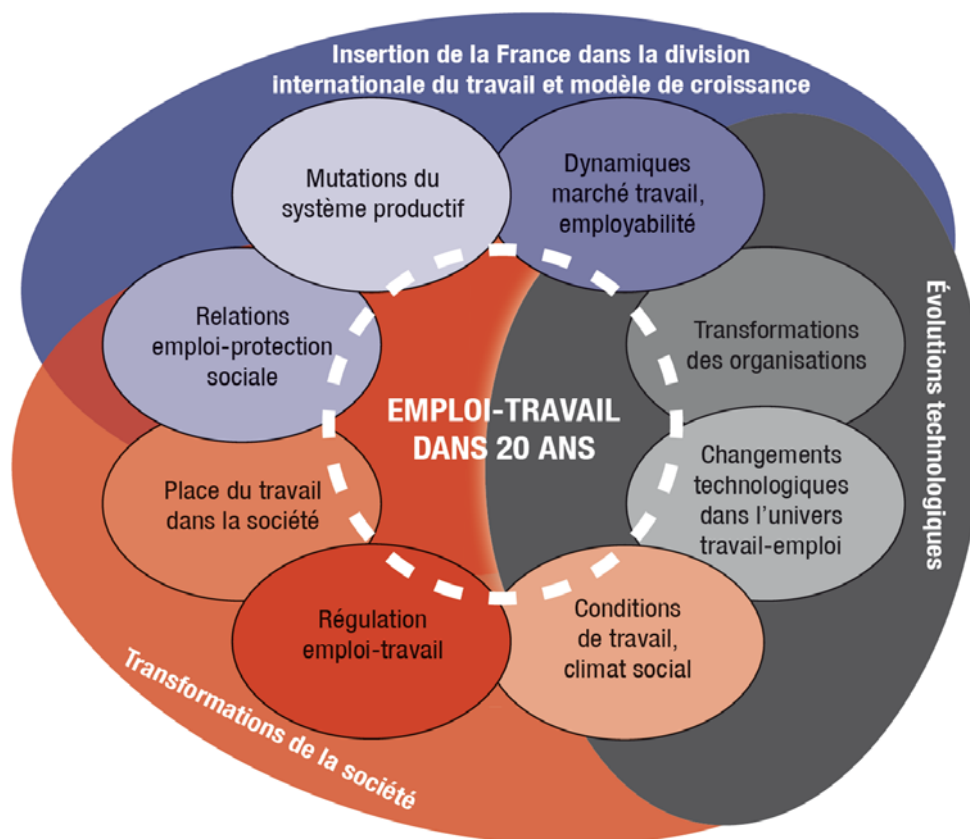 Insertion de la France dans la division
internationale du travail et modèle de croissance
Mutations du
système productif
Dynamiques
marché travail,
employabilité
Relations
emploi-protection
sociale
Transformations
des organisations
Évolutions technologiques
EMPLOI-TRAVAIL
DANS 20 ANS
Place du travail
dans la société
Changements
technologiques
dans l’univers
travail-emploi
Régulation
emploi-travail
Conditions
de travail,
climat social
Transformations de la société